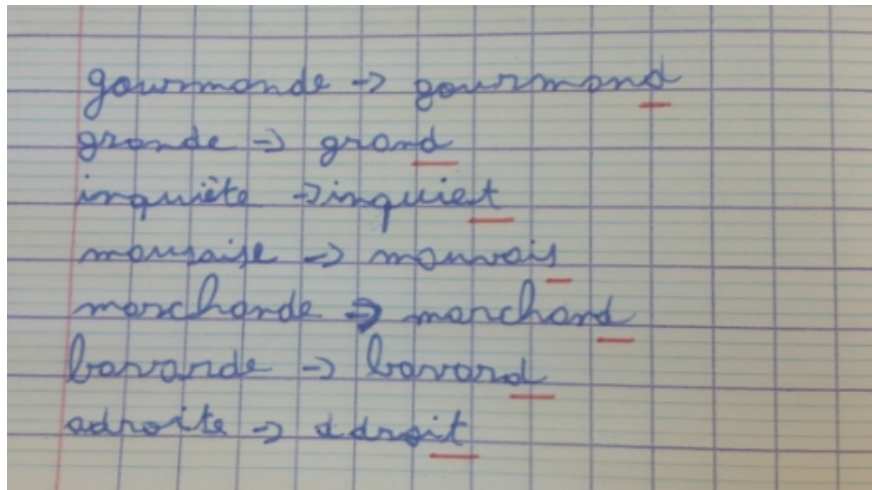 gourmande → gourmand
grande → grand
inquiète → inquiet
mauvaise → mauvais
marchande → marchand
bavarde → bavard
adroite → adroit